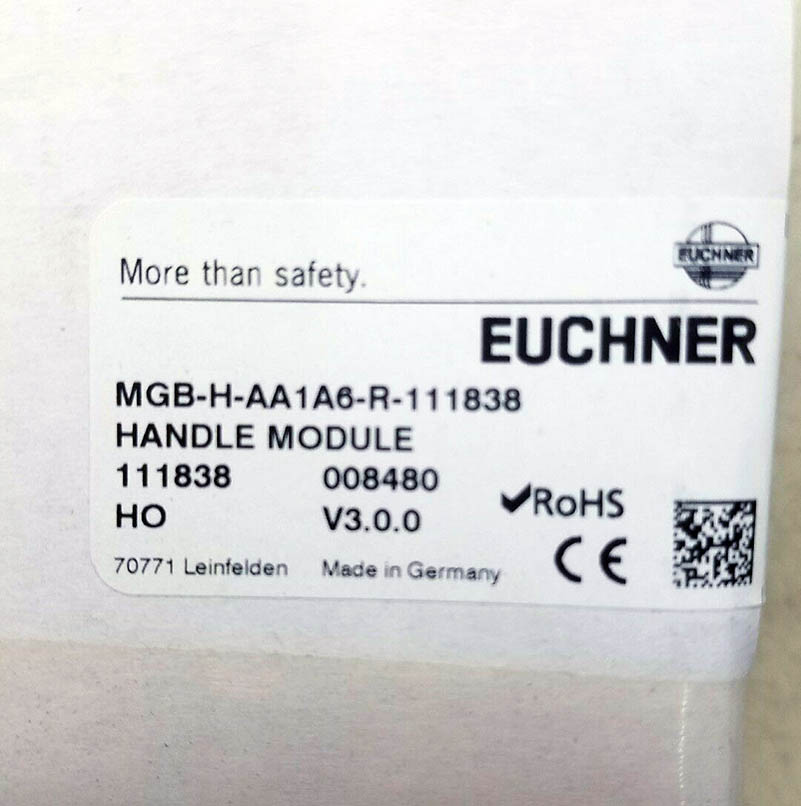 More than safety.
EUCHNER
EUCHNER
MGB-H-AA1A6-R-111838
HANDLE MODULE
111838 008480
HO V3.0.0
✔RoHS
CE
70771 Leinfelden Made in Germany